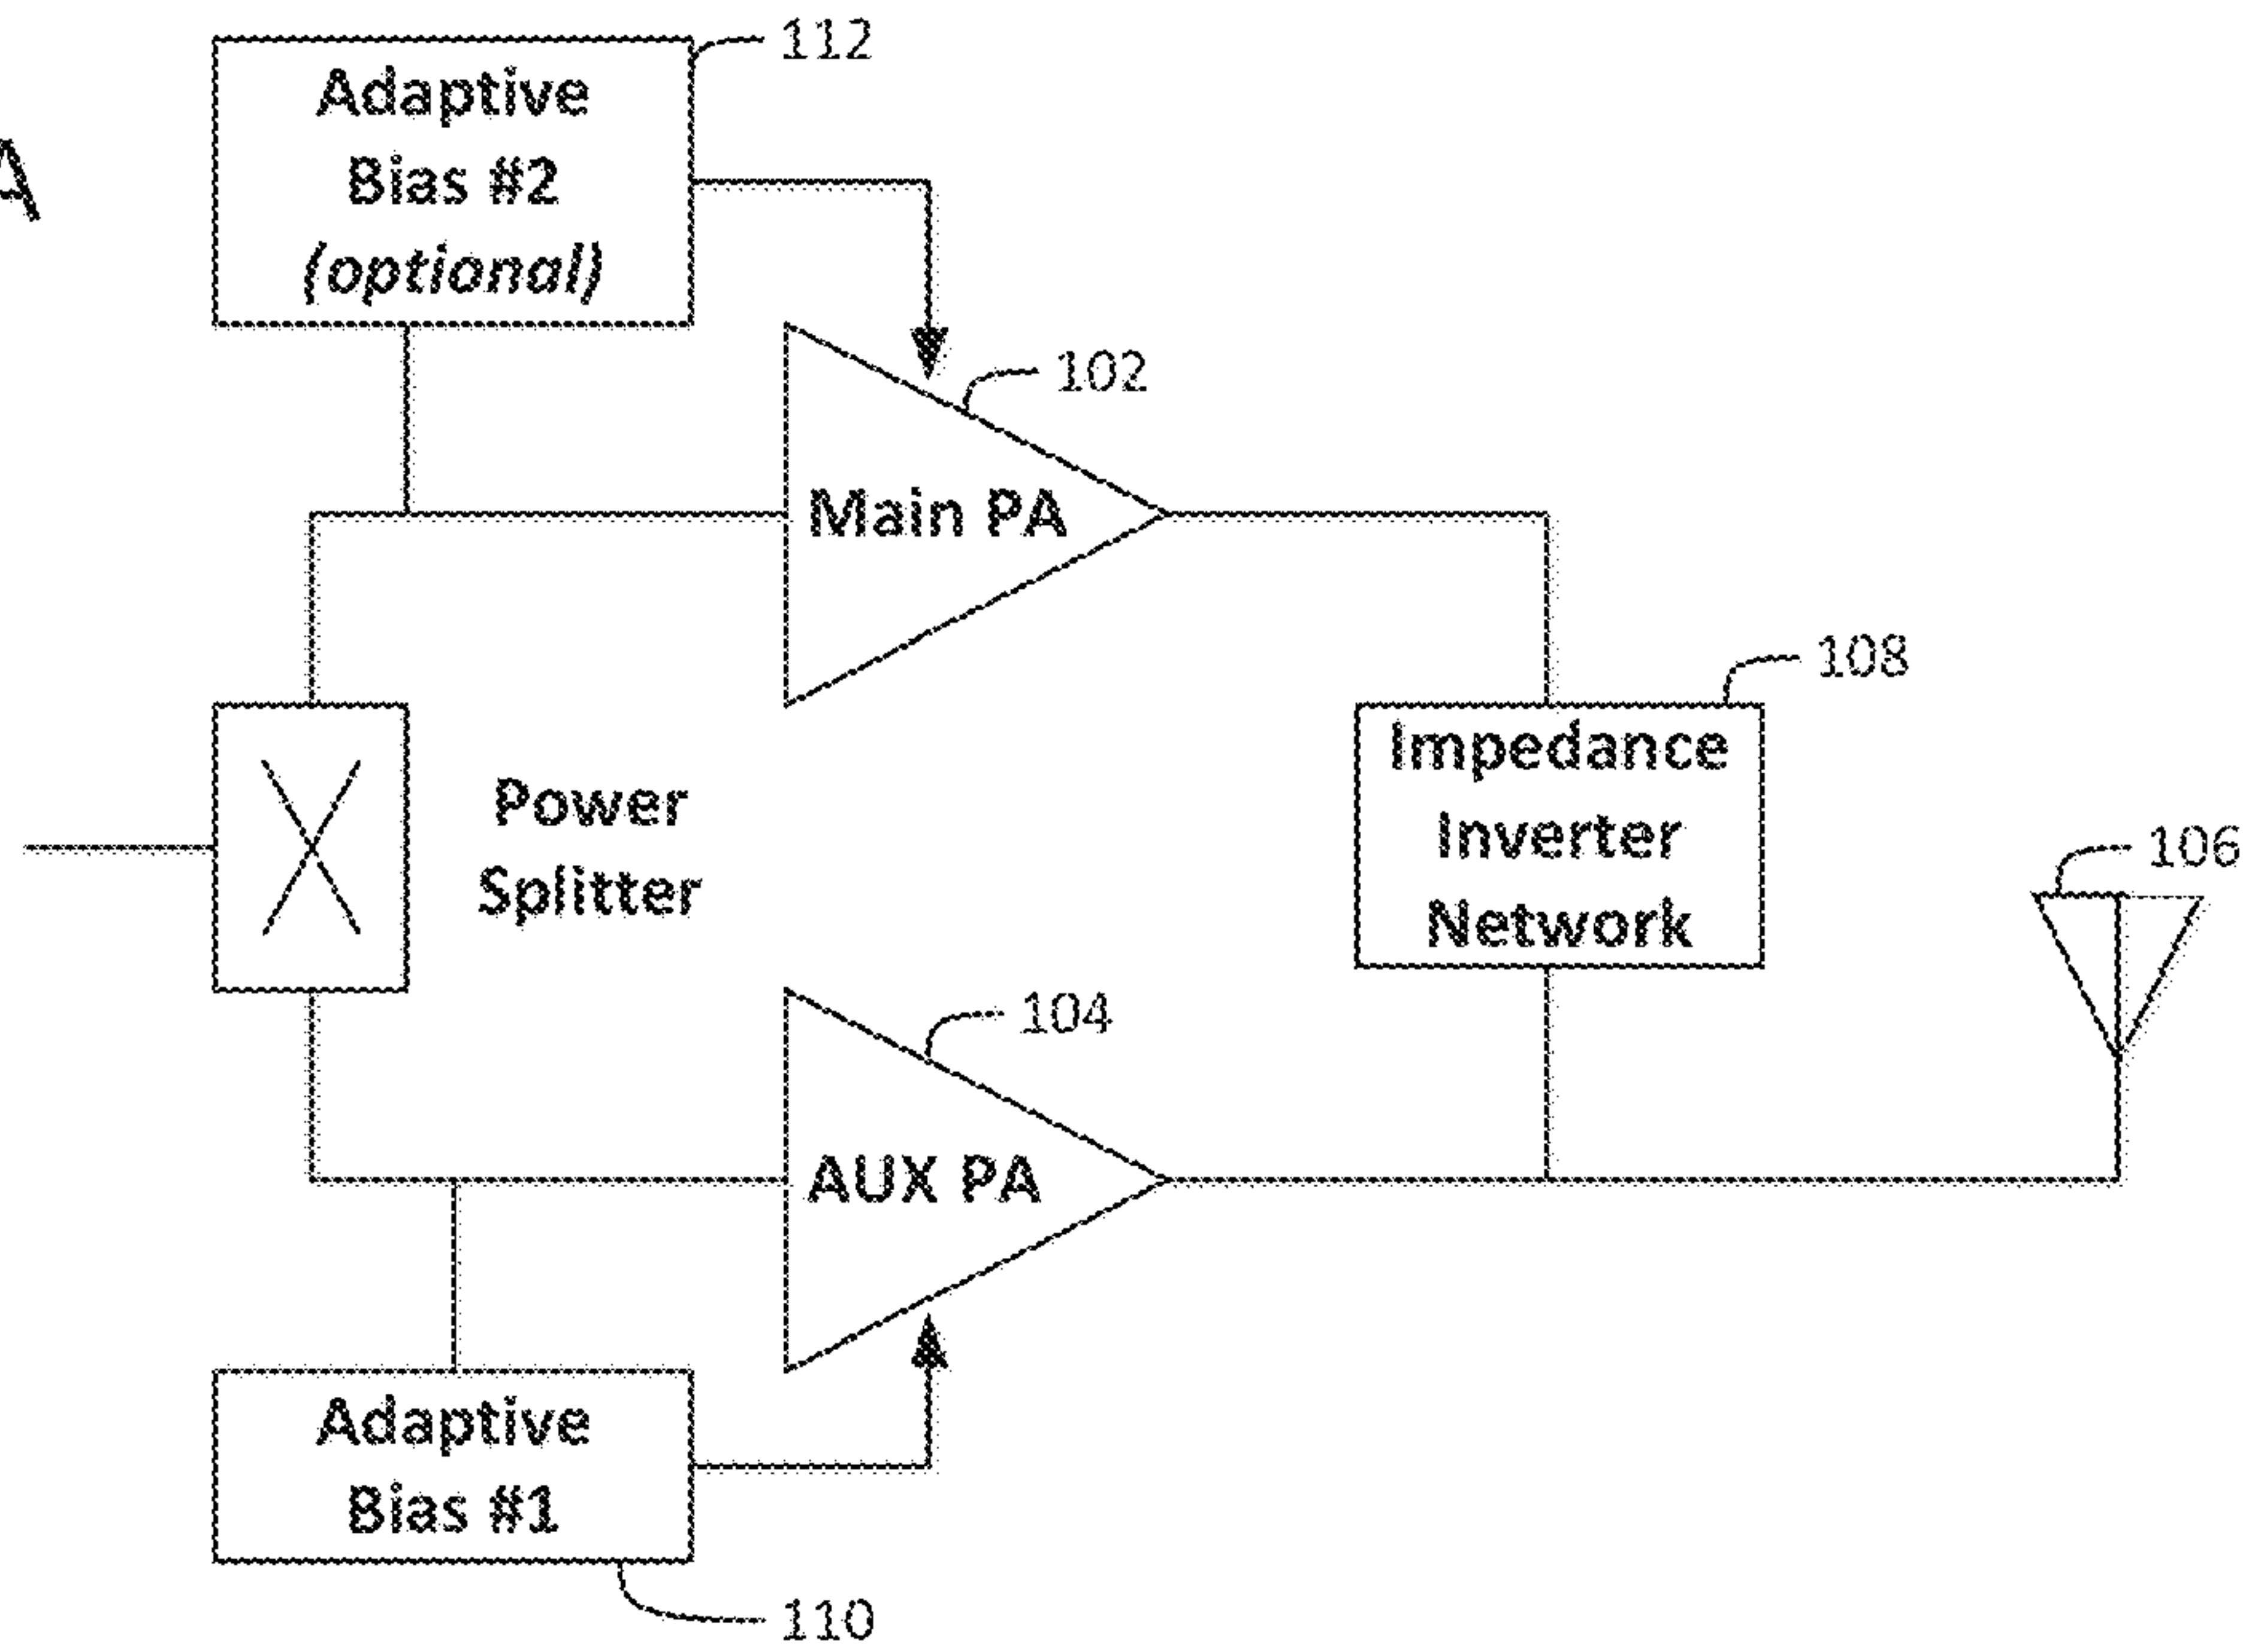 112
Adaptive
Bias #2
(optional)
A
102
Main PA
108
Impedance
Inverter
Network
Power
Splitter
106
104
AUX PA
Adaptive
Bias #1
110